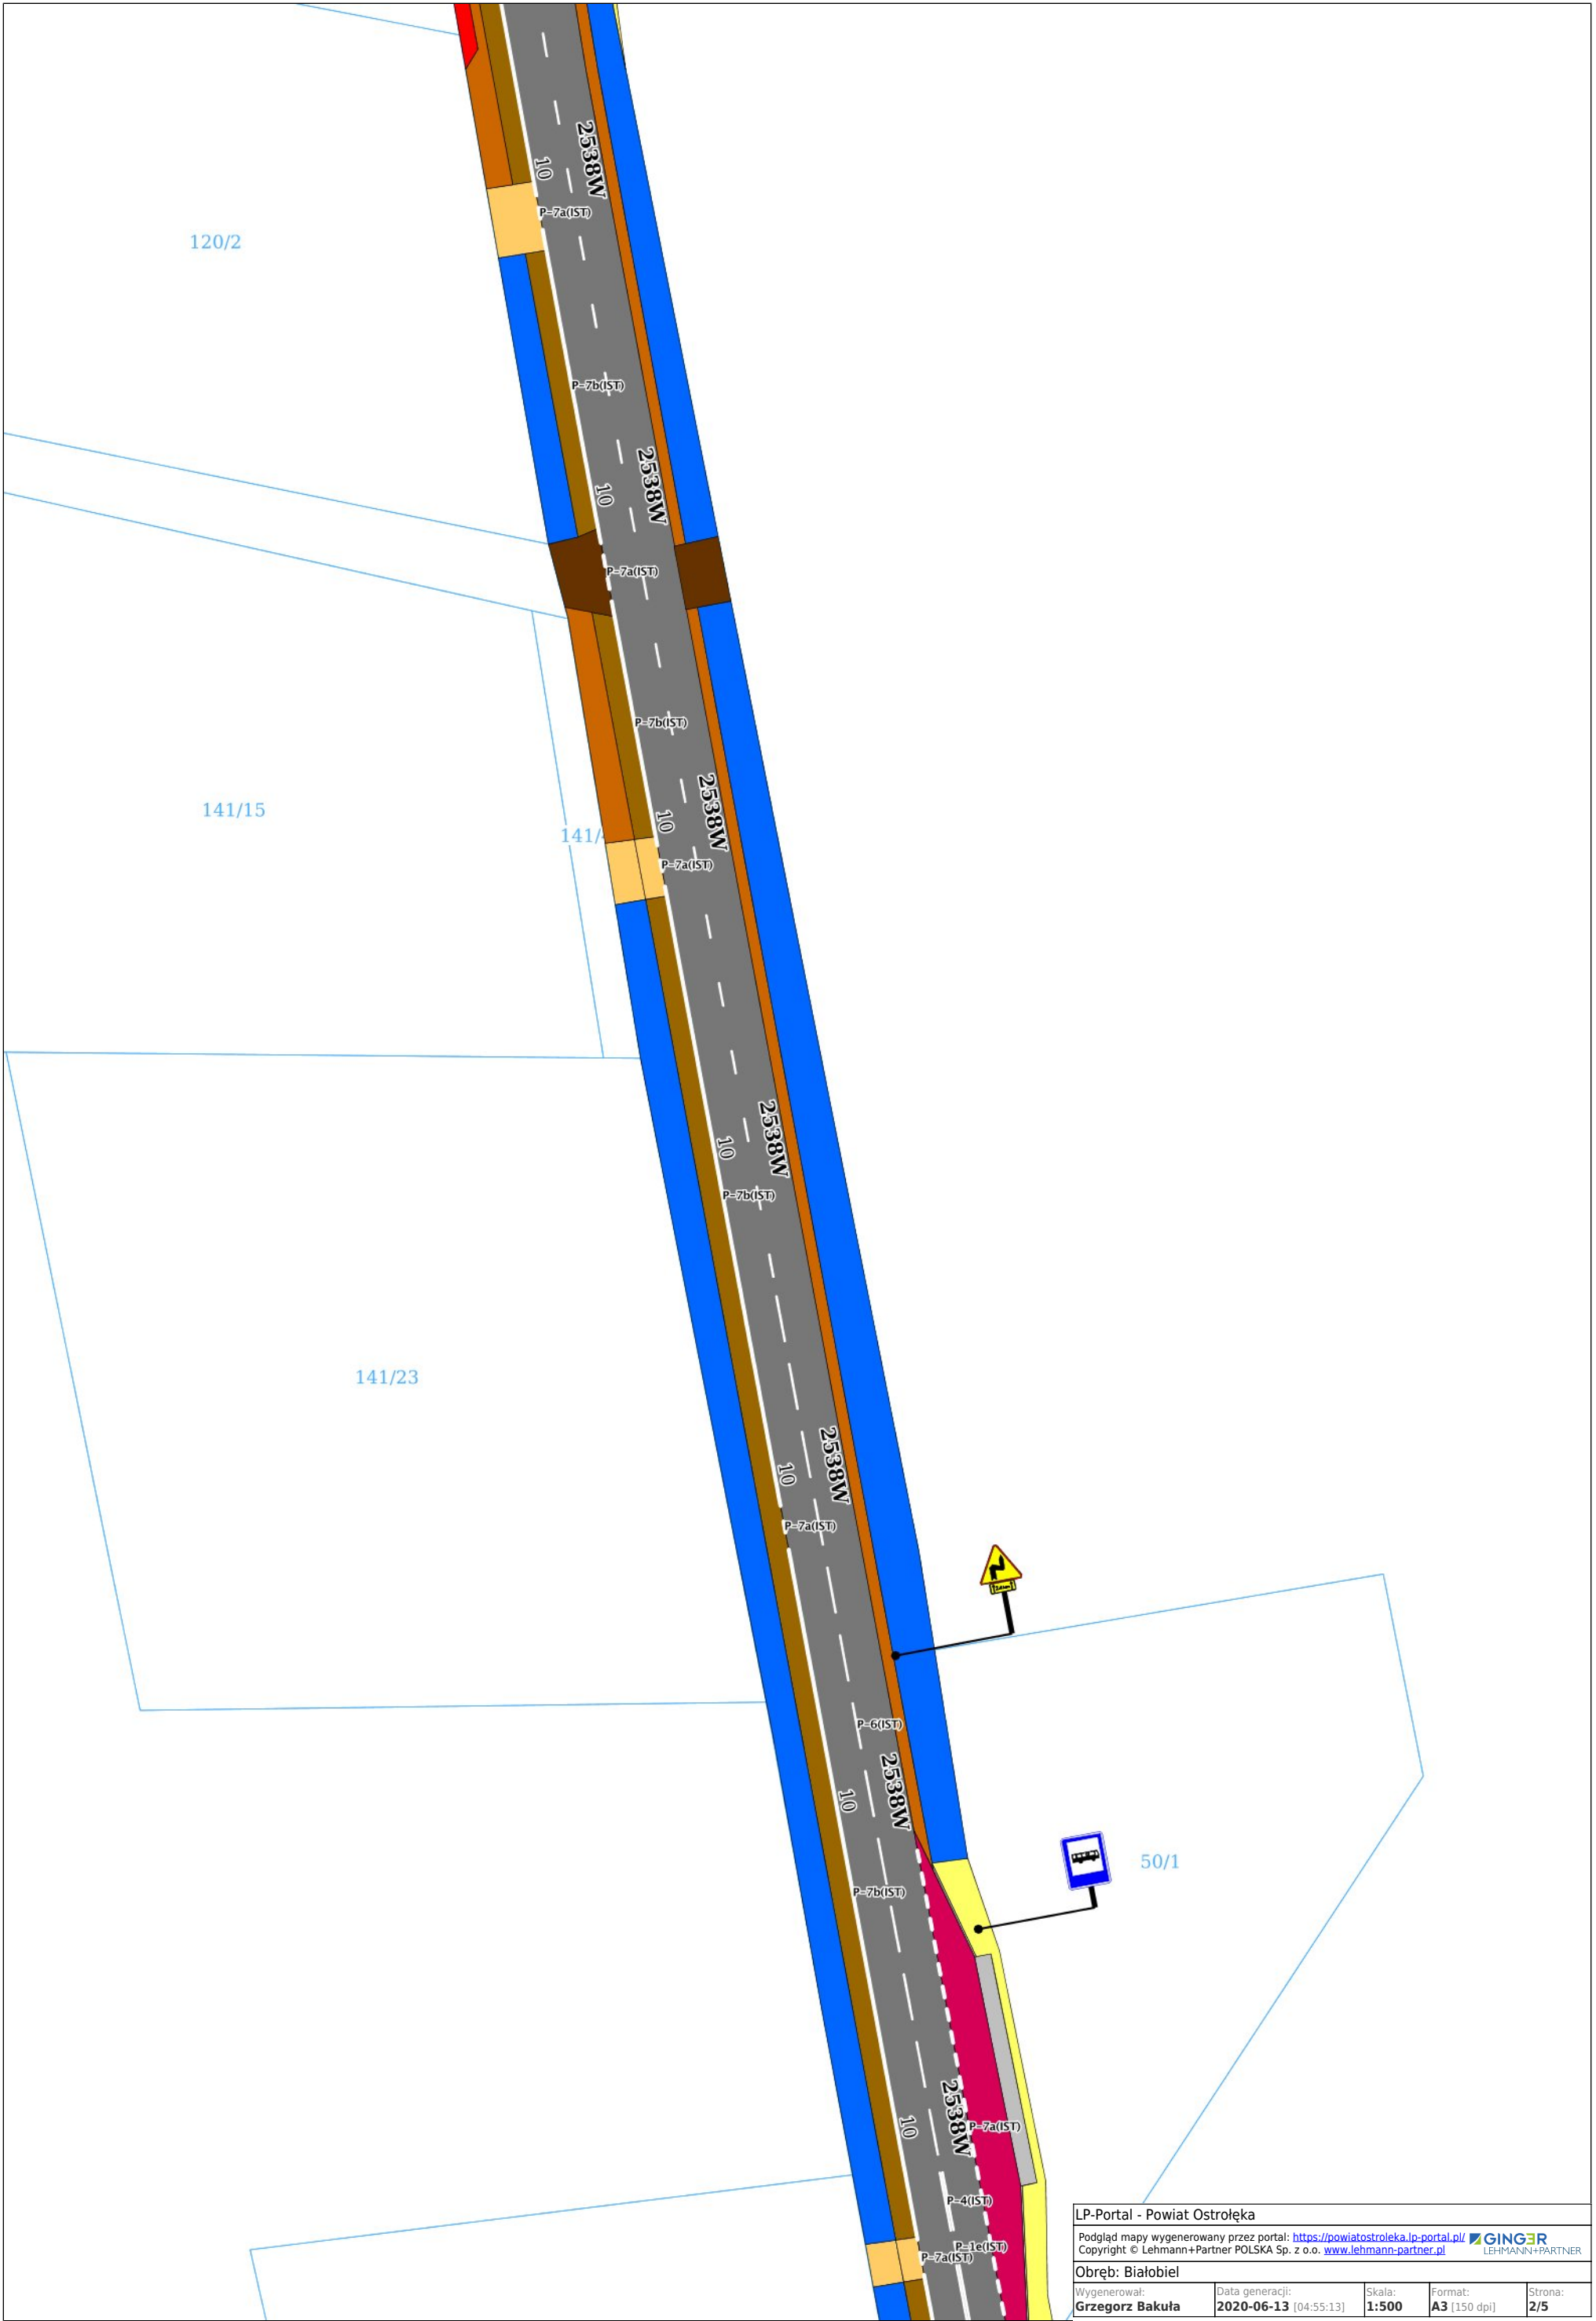 2538W
10
P-7a(IST)
120/2
P-7b(IST)
2538W
10
P-7a(IST)
P-7b(IST)
2538W
141/15
10
141/
P-7a(IST)
2538W
10
P-7b(IST)
141/23
2538W
10
P-7a(IST)
P-6(IST)
2538W
10
50/1
P-7b(IST)
2538W
10
P-7a(IST)
P-4(IST)
P-1e(IST)
P-7a(IST)
LP-Portal - Powiat Ostrołęka
Podgląd mapy wygenerowany przez portal: https://powiatostroleka.lp-portal.pl/
Copyright © Lehmann+Partner POLSKA Sp. z o.o. www.lehmann-partner.pl
GINGER
LEHMANN+PARTNER
Obręb: Białobiel
Wygenerował: Data generacji: Skala: Format: Strona:
Grzegorz Bakuła 2020-06-13 [04:55:13] 1:500 A3 [150 dpi] 2/5